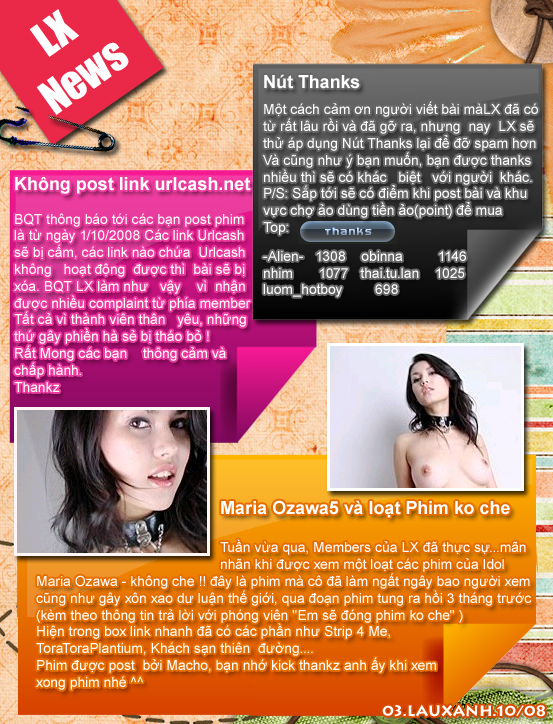 LX
News
Nút Thanks
Một cách cảm ơn người viết bài màLX đã có
từ rất lâu rồi và đã gỡ ra, nhưng nay LX sẽ
thử áp dụng Nút Thanks lại để đỡ spam hơn
Và cũng như ý bạn muốn, bạn được thanks
nhiều thì sẽ có khác biệt với người khác.
P/S: Sắp tới sẽ có điểm khi post bài và khu
vực chợ ảo dùng tiền ảo(point) để mua
Top: THANKS
-Alien- 1308 obinna 1146
nhim 1077 thai.tu.lan 1025
luom_hotboy 698
Không post link urlcash.net
BQT thông báo tới các bạn post phim
là từ ngày 1/10/2008 Các link Urlcash
sẽ bị cấm, các link nào chứa Urlcash
không hoạt động được thì bài sẽ bị
xóa. BQT LX làm như vậy vì nhận
được nhiều complaint từ phía member
Tất cả vì thành viên thân yêu, những
thứ gây phiền hà sẻ bị tháo bỏ !
Rất Mong các bạn thông cảm và
chấp hành.
Thankz
Maria Ozawa5 và loạt Phim ko che
Tuần vừa qua, Members của LX đã thực sự...mãn
nhãn khi được xem một loạt các phim của Idol
Maria Ozawa - không che !! đây là phim mà cô đã làm ngất ngây bao người xem
cũng như gây xôn xao dư luận thế giới, qua đoạn phim tung ra hồi 3 tháng trước
(kèm theo thông tin trả lời với phóng viên "Em sẽ đóng phim ko che" )
Hiện trong box link nhanh đã có các phần như Strip 4 Me,
ToraToraPlantium, Khách sạn thiên đường....
Phim được post bởi Macho, bạn nhớ kick thankz anh ấy khi xem
xong phim nhé ^^
03.LAUXANH.10/08